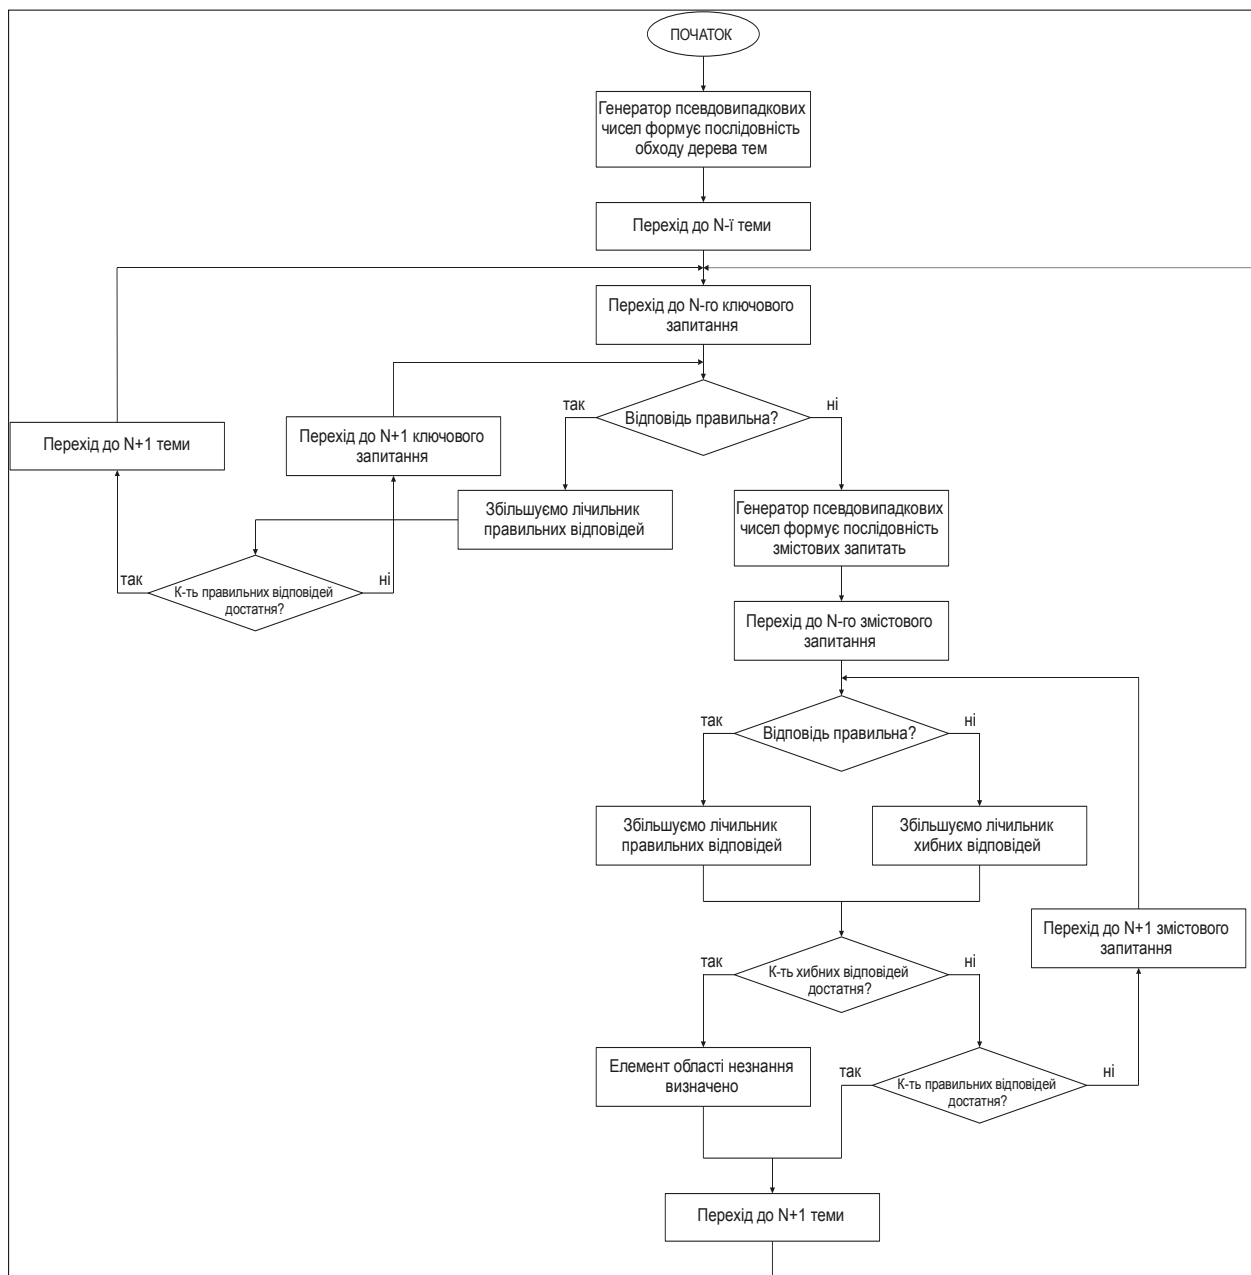 ПОЧАТОК
Генератор псевдовипадкових
чисел формує послідовність
обходу дерева тем
Перехід до N-ї теми
Перехід до N-го ключового
запитання
так
Відповідь правильна?
ні
Перехід до N+1 теми
Перехід до N+1 ключового
запитання
Збільшуємо лічильник
правильних відповідей
Генератор псевдовипадкових
чисел формує послідовність
змістових запитать
так
К-ть правильних відповідей
достатня?
ні
Перехід до N-го змістового
запитання
так
Відповідь правильна?
ні
Збільшуємо лічильник
правильних відповідей
Збільшуємо лічильник
хибних відповідей
Перехід до N+1 змістового
запитання
так
К-ть хибних відповідей
достатня?
ні
Елемент області незнання
визначено
так
К-ть правильних відповідей
достатня?
ні
Перехід до N+1 теми